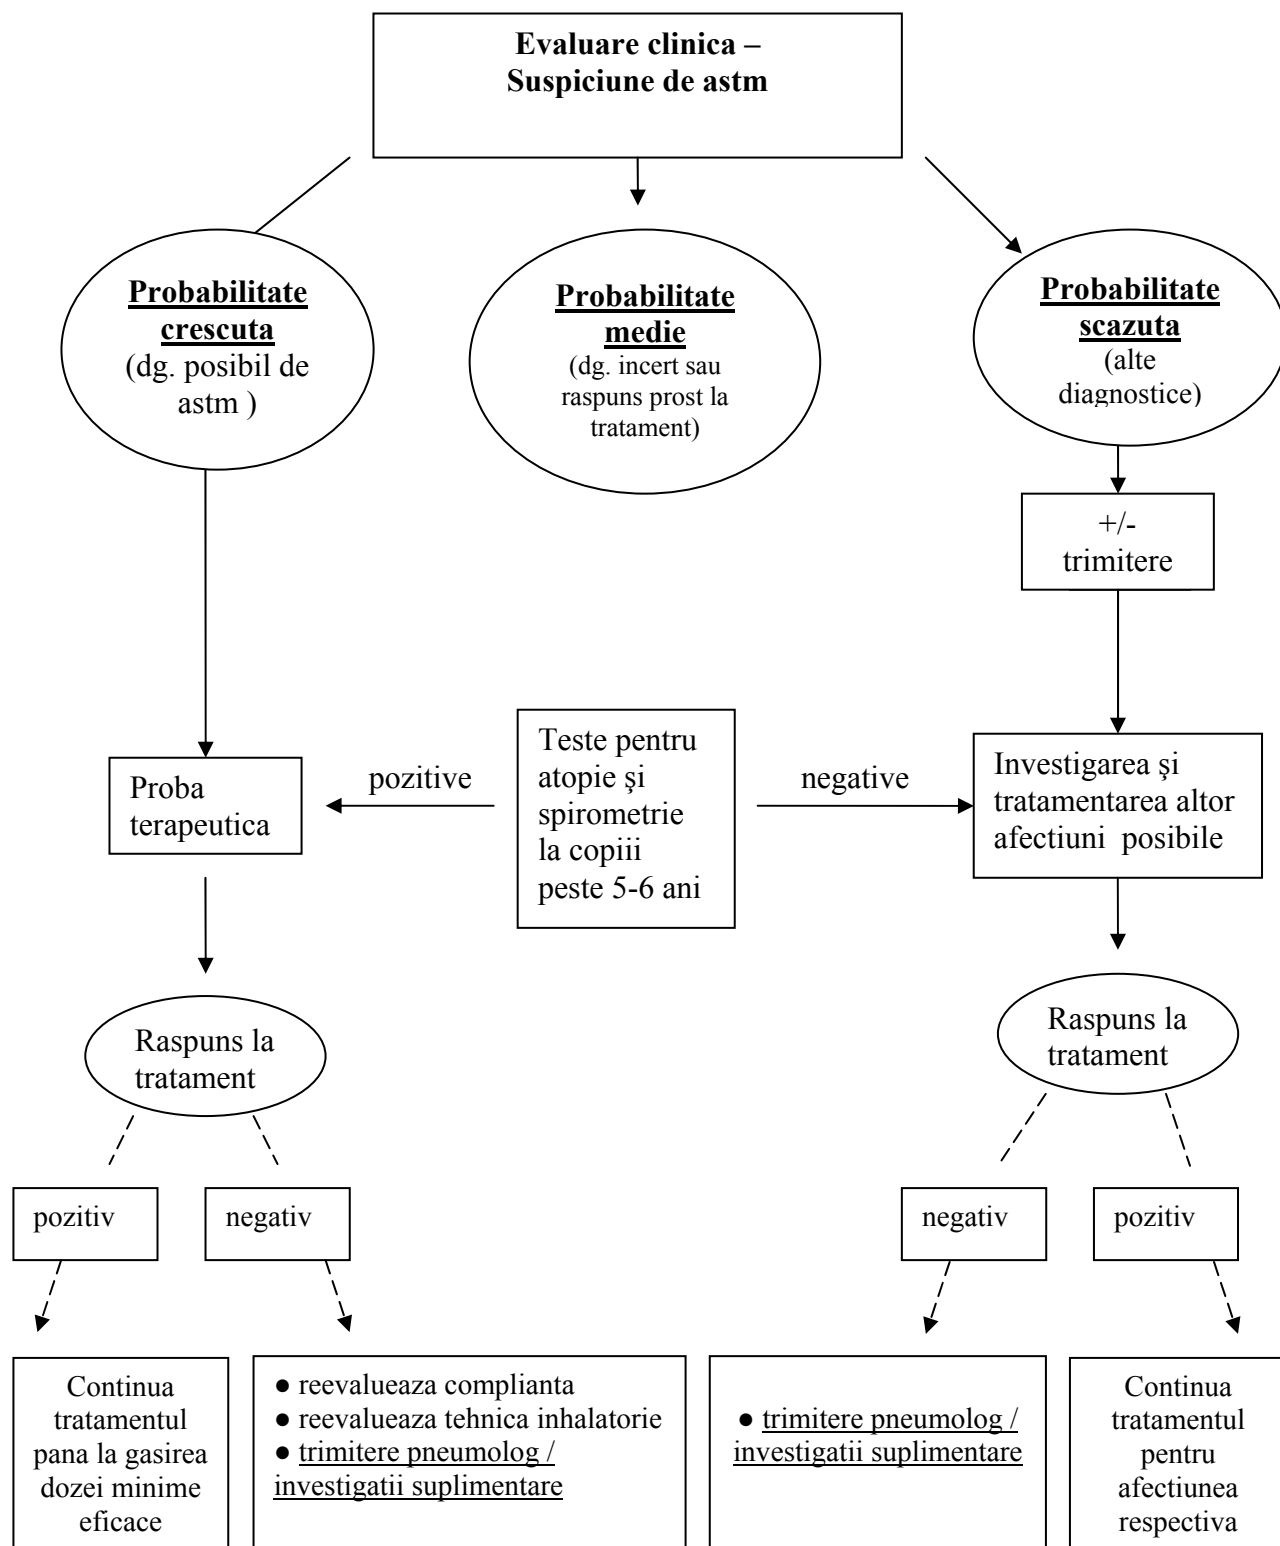 Evaluare clinica –
Suspiciune de astm
Probabilitate
crescuta
(dg. posibil de
astm )
Probabilitate
medie
(dg. incert sau
raspuns prost la
tratament)
Probabilitate
scazuta
(alte
diagnostice)
+/-
trimitere
Proba
terapeutica
pozitive
Teste pentru
atopie şi
spirometrie
la copiii
peste 5-6 ani
negative
Investigarea şi
tratamentarea altor
afectiuni posibile
Raspuns la
tratament
Raspuns la
tratament
pozitiv
negativ
negativ
pozitiv
Continua
tratamentul
pana la gasirea
dozei minime
eficace
● reevalueaza complianta
● reevalueaza tehnica inhalatorie
● trimitere pneumolog /
investigatii suplimentare
● trimitere pneumolog /
investigatii suplimentare
Continua
tratamentul
pentru
afectiunea
respectiva